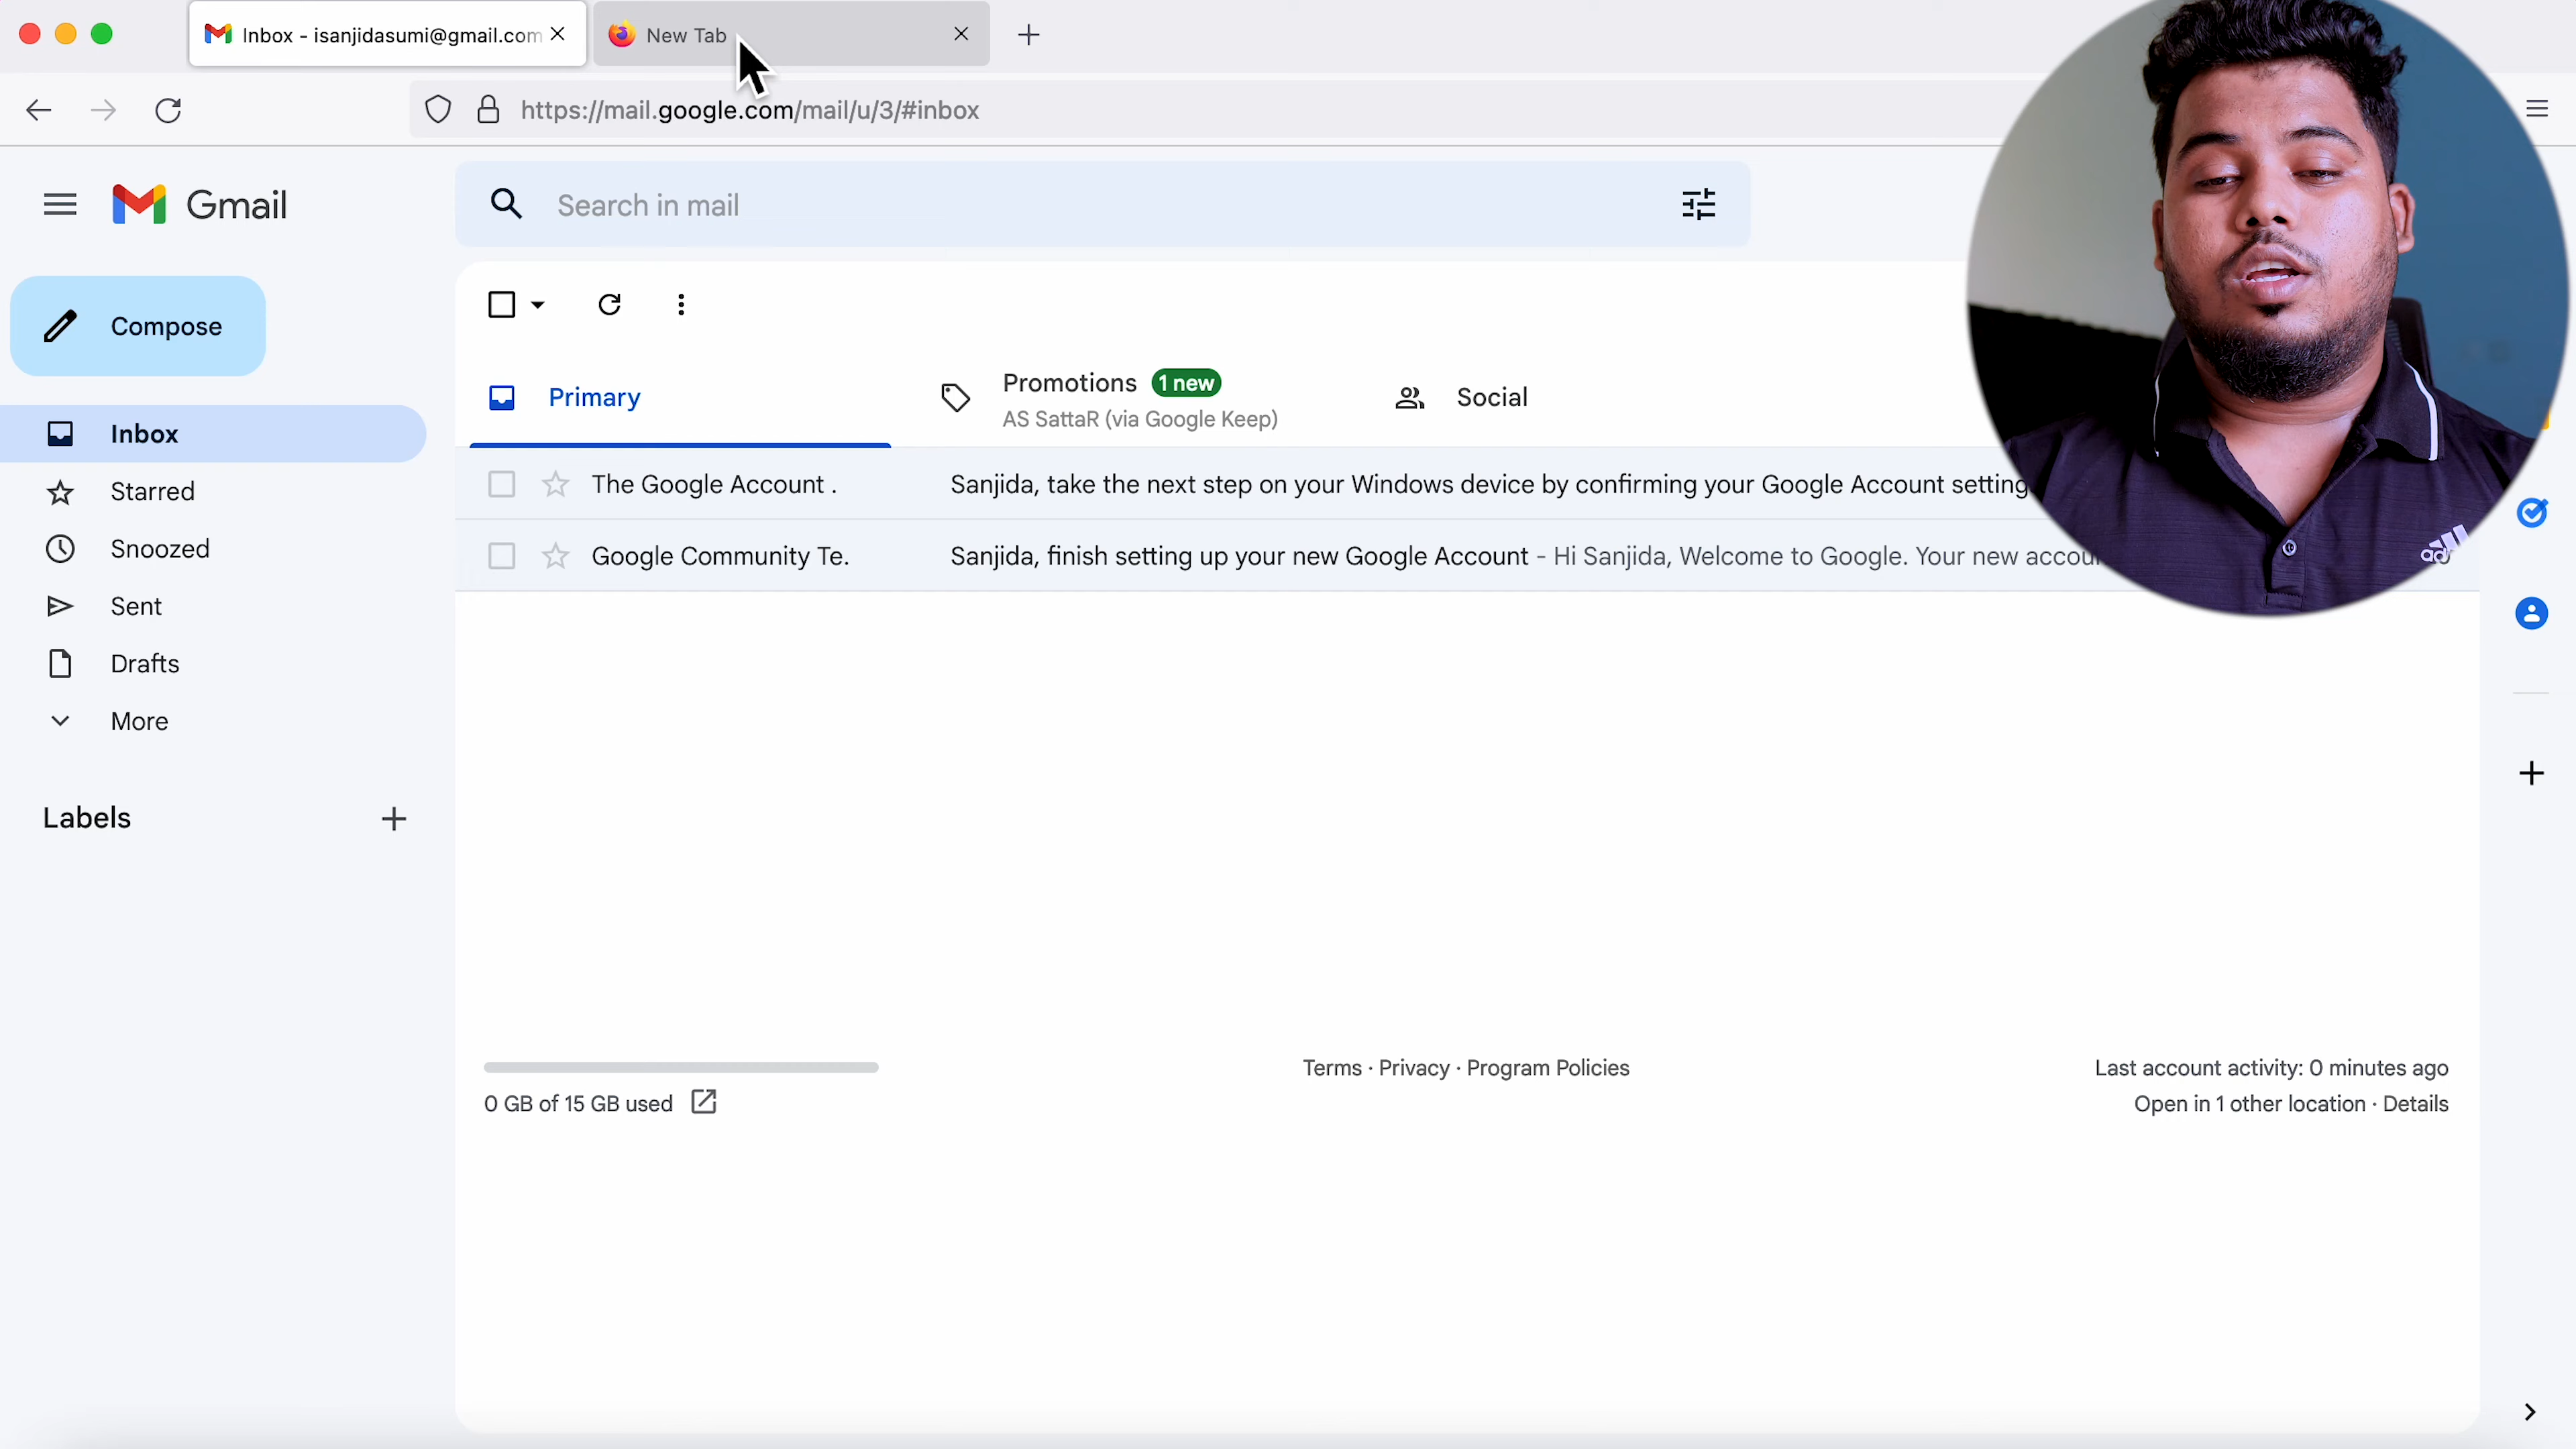 Inbox - isanjidasumi@gmail.com
New Tab
https://mail.google.com/mail/u/3/#inbox
Gmail
Search in mail
Compose
Primary
Promotions 1 new
AS SattaR (via Google Keep)
Social
Inbox
The Google Account .
Sanjida, take the next step on your Windows device by confirming your Google Account
Starred
Google Community Te.
Sanjida, finish setting up your new Google Account - Hi Sanjida, Welcome to Google. Your new
Snoozed
Sent
Drafts
More
Labels
0 GB of 15 GB used
Terms · Privacy · Program Policies
Last account activity: 0 minutes ago
Open in 1 other location · Details